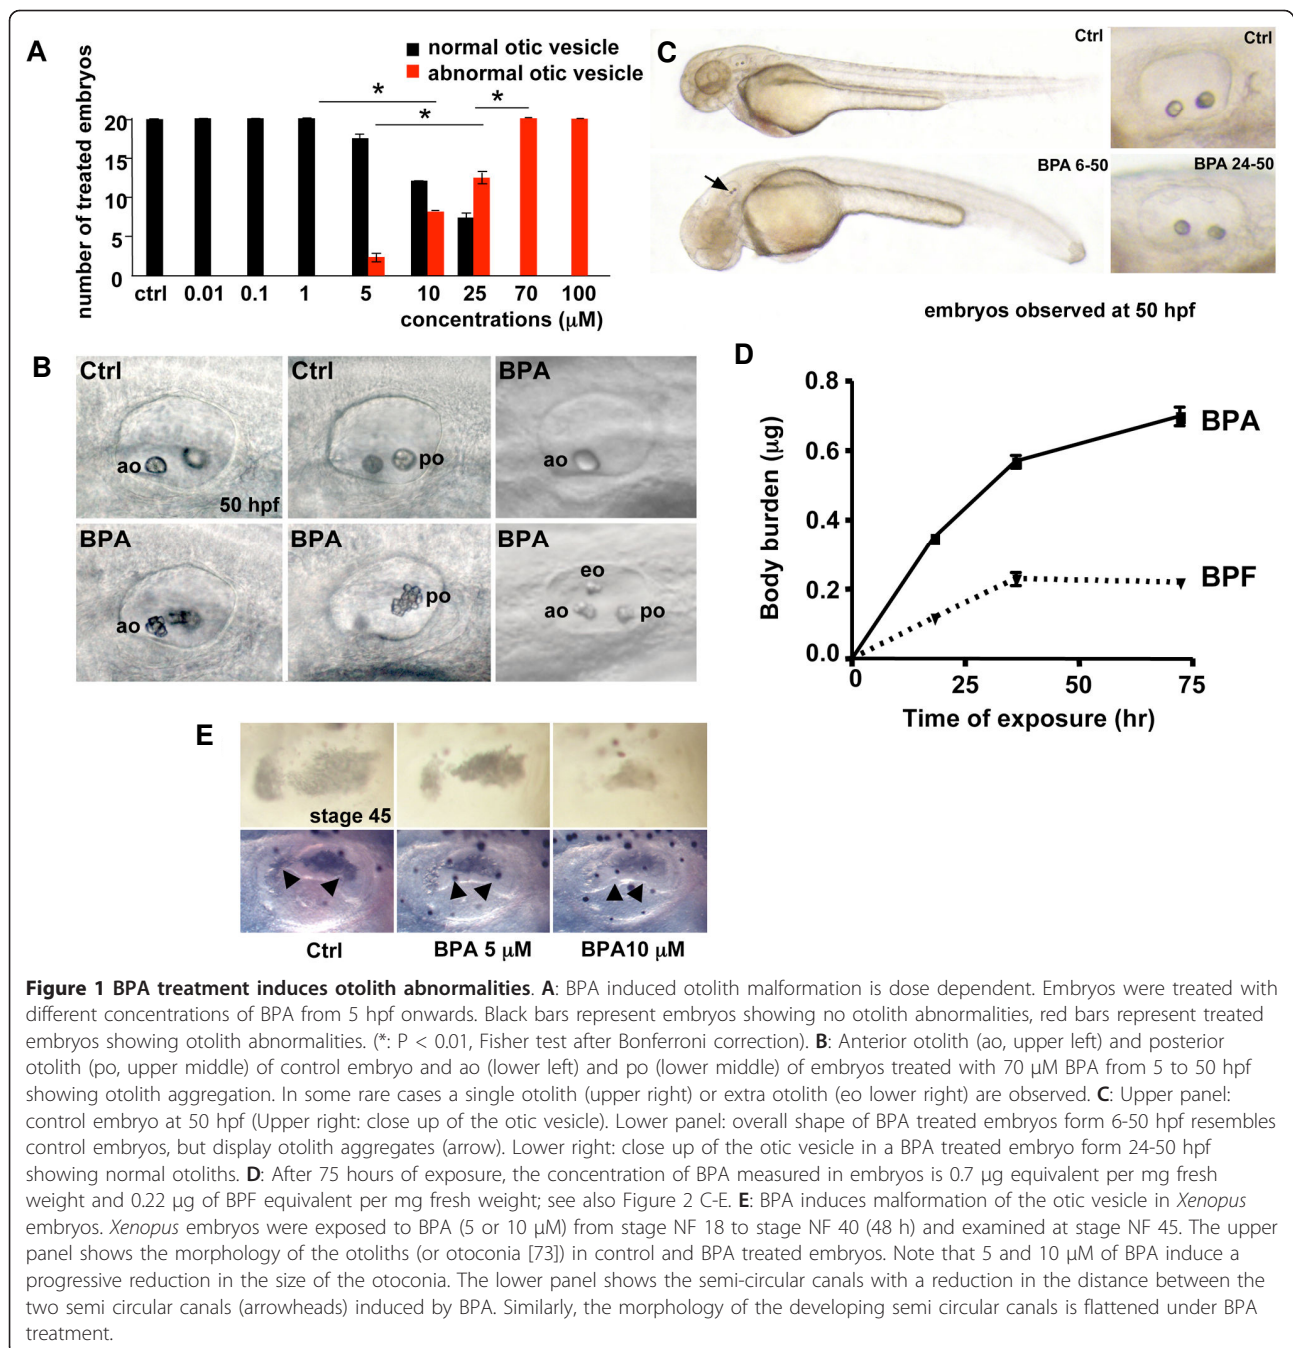 A
normal otic vesicle
abnormal otic vesicle
number of treated embryos
20
15
10
5
0
* * *
ctrl 0.01 0.1 1 5 10 25 70 100
concentrations (µM)
C
Ctrl
Ctrl
BPA 6-50
BPA 24-50
embryos observed at 50 hpf
B
Ctrl
ao
50 hpf
Ctrl
po
BPA
ao
BPA
ao
BPA
po
BPA
eo
ao
po
D
Body burden (µg)
0.8
0.6
0.4
0.2
0.0
BPA
BPF
0 25 50 75
Time of exposure (hr)
E
stage 45
Ctrl
BPA 5 µM
BPA10 µM
Figure 1 BPA treatment induces otolith abnormalities. A: BPA induced otolith malformation is dose dependent. Embryos were treated with
different concentrations of BPA from 5 hpf onwards. Black bars represent embryos showing no otolith abnormalities, red bars represent treated
embryos showing otolith abnormalities. (*: P < 0.01, Fisher test after Bonferroni correction). B: Anterior otolith (ao, upper left) and posterior
otolith (po, upper middle) of control embryo and ao (lower left) and po (lower middle) of embryos treated with 70 µM BPA from 5 to 50 hpf
showing otolith aggregation. In some rare cases a single otolith (upper right) or extra otolith (eo lower right) are observed. C: Upper panel:
control embryo at 50 hpf (Upper right: close up of the otic vesicle). Lower panel: overall shape of BPA treated embryos form 6-50 hpf resembles
control embryos, but display otolith aggregates (arrow). Lower right: close up of the otic vesicle in a BPA treated embryo form 24-50 hpf
showing normal otoliths. D: After 75 hours of exposure, the concentration of BPA measured in embryos is 0.7 µg equivalent per mg fresh
weight and 0.22 µg of BPF equivalent per mg fresh weight; see also Figure 2 C-E. E: BPA induces malformation of the otic vesicle in Xenopus
embryos. Xenopus embryos were exposed to BPA (5 or 10 µM) from stage NF 18 to stage NF 40 (48 h) and examined at stage NF 45. The upper
panel shows the morphology of the otoliths (or otoconia [73]) in control and BPA treated embryos. Note that 5 and 10 µM of BPA induce a
progressive reduction in the size of the otoconia. The lower panel shows the semi-circular canals with a reduction in the distance between the
two semi circular canals (arrowheads) induced by BPA. Similarly, the morphology of the developing semi circular canals is flattened under BPA
treatment.